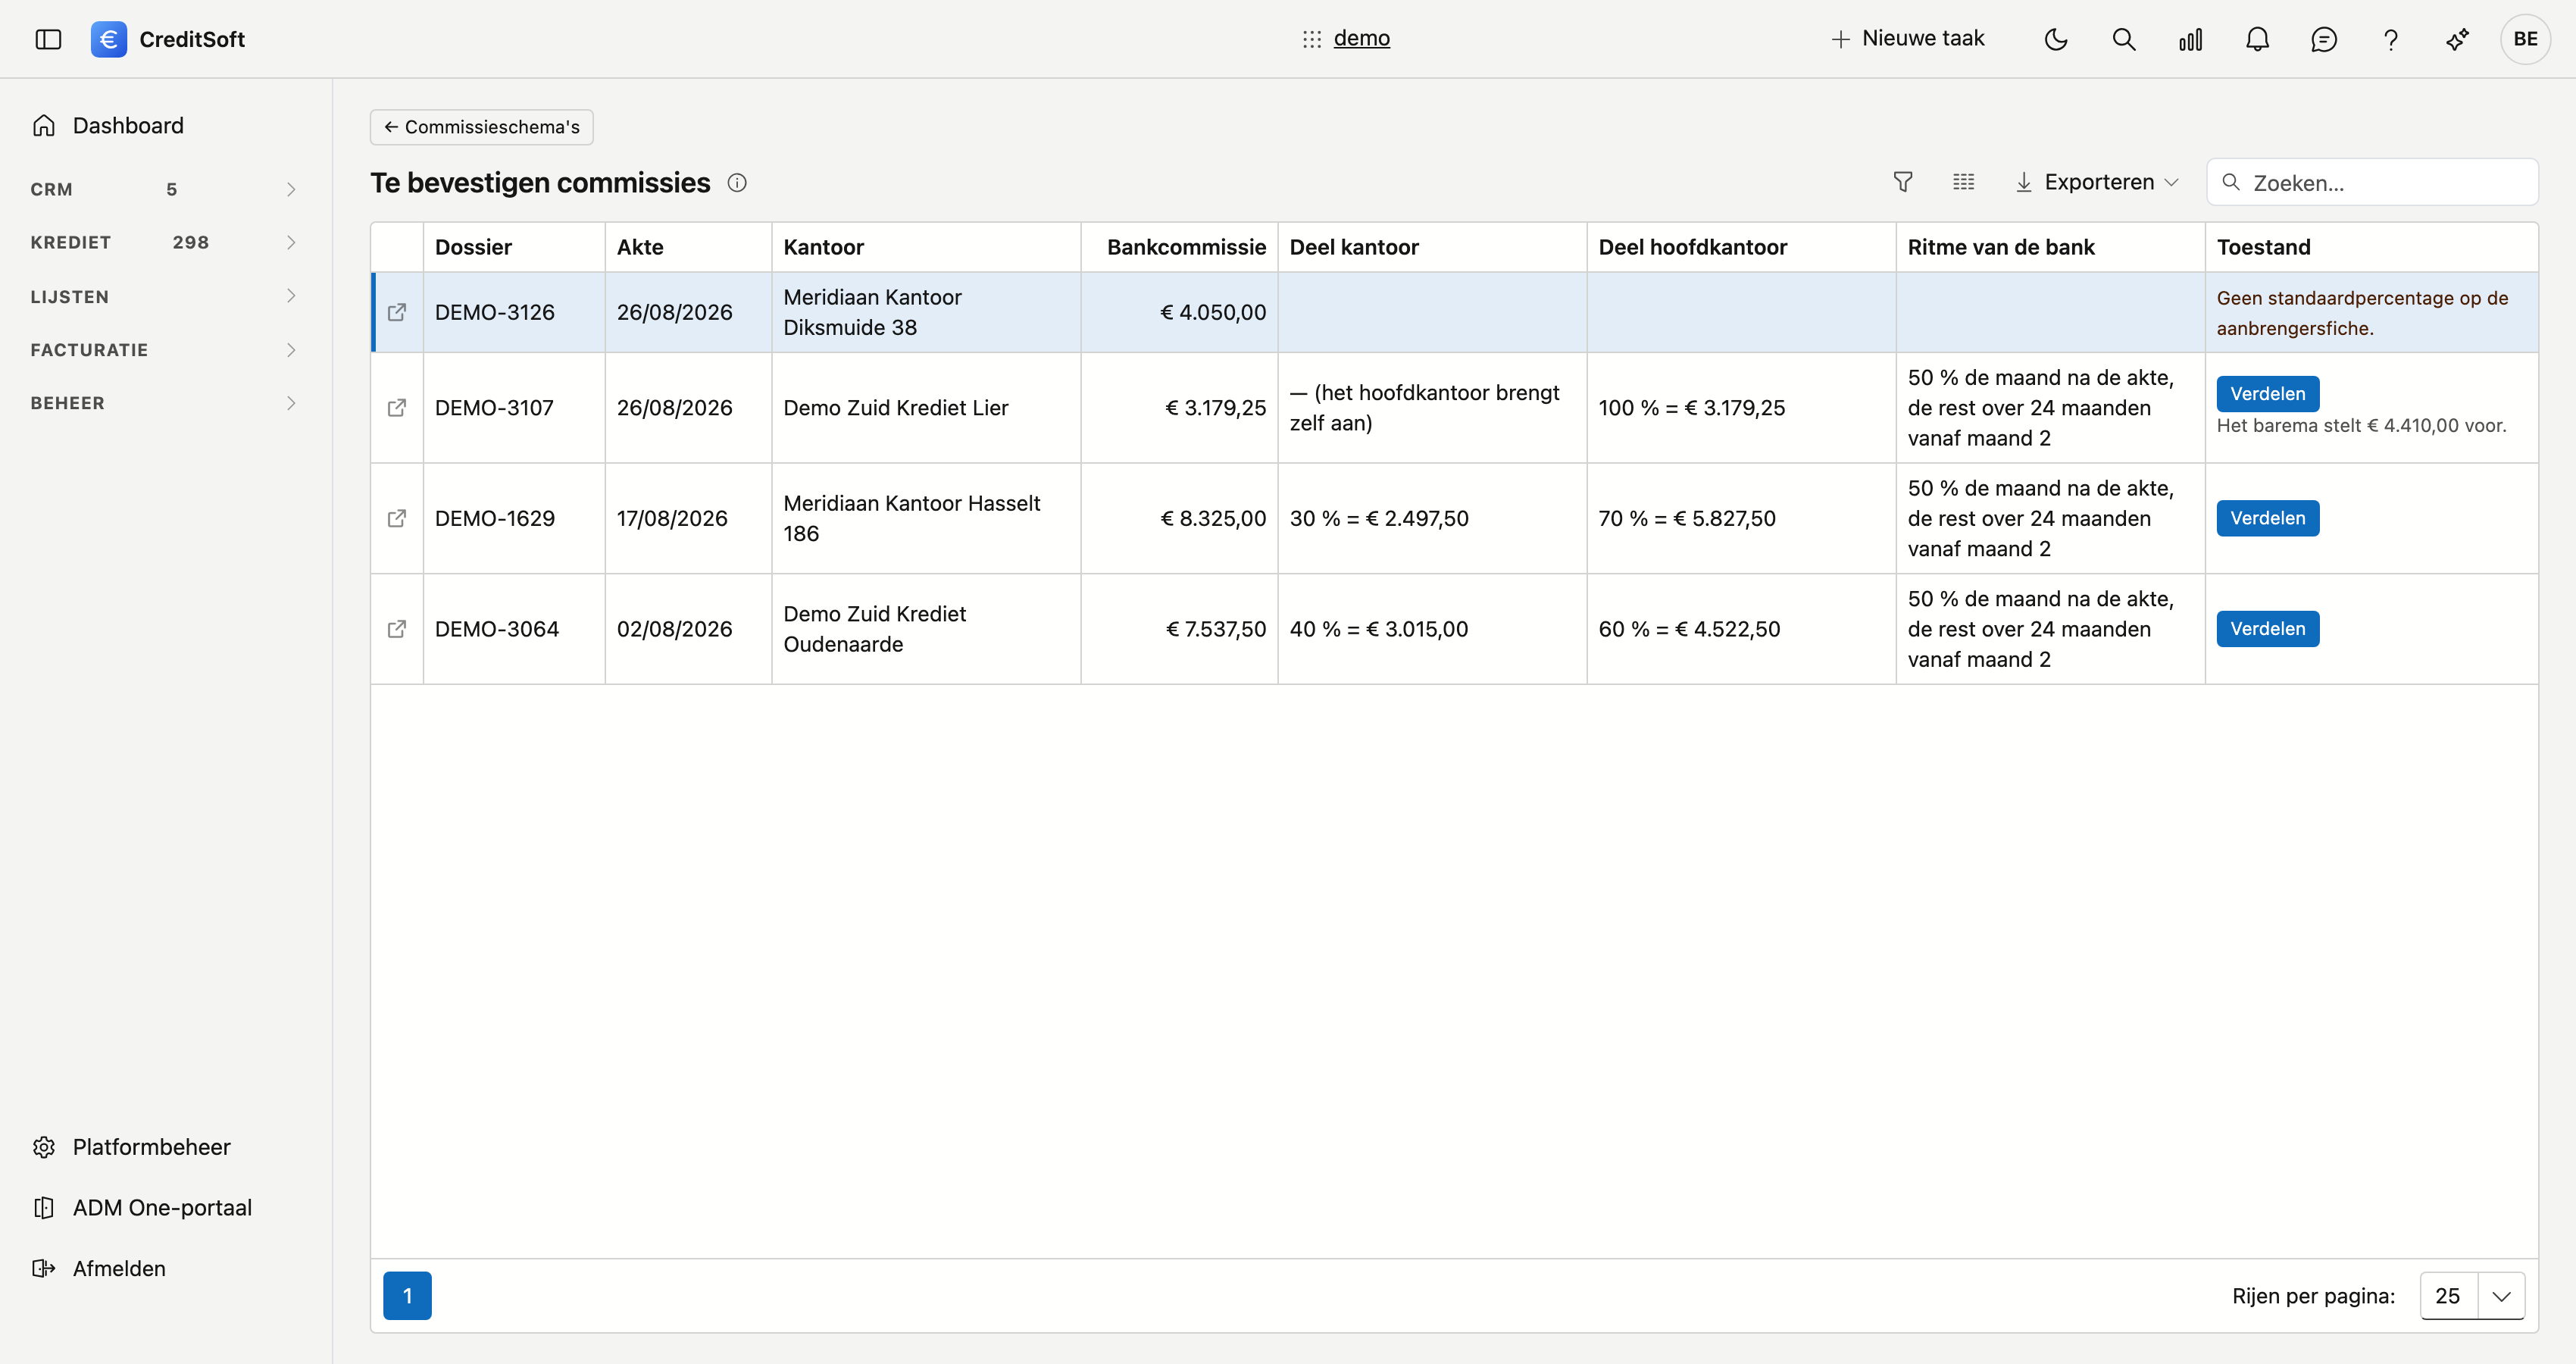 CreditSoft
demo
Nieuwe taak
BE
Dashboard
CRM 5
KREDIET 298
LIJSTEN
FACTURATIE
BEHEER
Platformbeheer
ADM One-portaal
Afmelden
← Commissieschema's
Te bevestigen commissies
Exporteren
Zoeken...
Dossier Akte Kantoor Bankcommissie Deel kantoor Deel hoofdkantoor Ritme van de bank Toestand
DEMO-3126 26/08/2026 Meridiaan Kantoor
Diksmuide 38
€ 4.050,00
Geen standaardpercentage op de
aanbrengersfiche.
DEMO-3107 26/08/2026 Demo Zuid Krediet Lier € 3.179,25
— (het hoofdkantoor brengt
zelf aan)
100 % = € 3.179,25
50 % de maand na de akte,
de rest over 24 maanden
vanaf maand 2
Verdelen
Het barema stelt € 4.410,00 voor.
DEMO-1629 17/08/2026 Meridiaan Kantoor Hasselt
186
€ 8.325,00 30 % = € 2.497,50 70 % = € 5.827,50
50 % de maand na de akte,
de rest over 24 maanden
vanaf maand 2
Verdelen
DEMO-3064 02/08/2026 Demo Zuid Krediet
Oudenaarde
€ 7.537,50 40 % = € 3.015,00 60 % = € 4.522,50
50 % de maand na de akte,
de rest over 24 maanden
vanaf maand 2
Verdelen
1
Rijen per pagina: 25